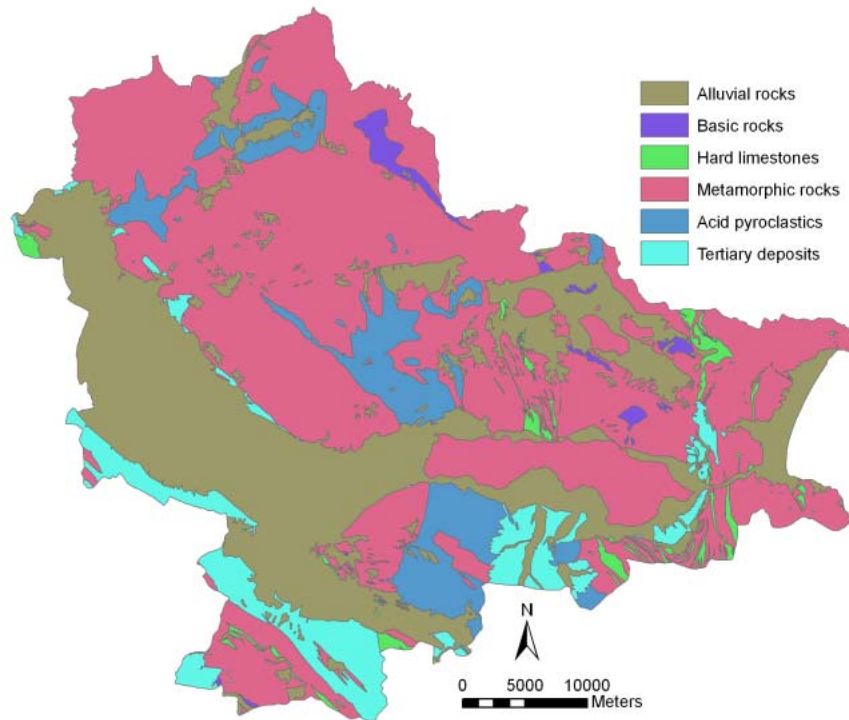 Alluvial rocks
Basic rocks
Hard limestones
Metamorphic rocks
Acid pyroclastics
Tertiary deposits
N
0 5000 10000
Meters